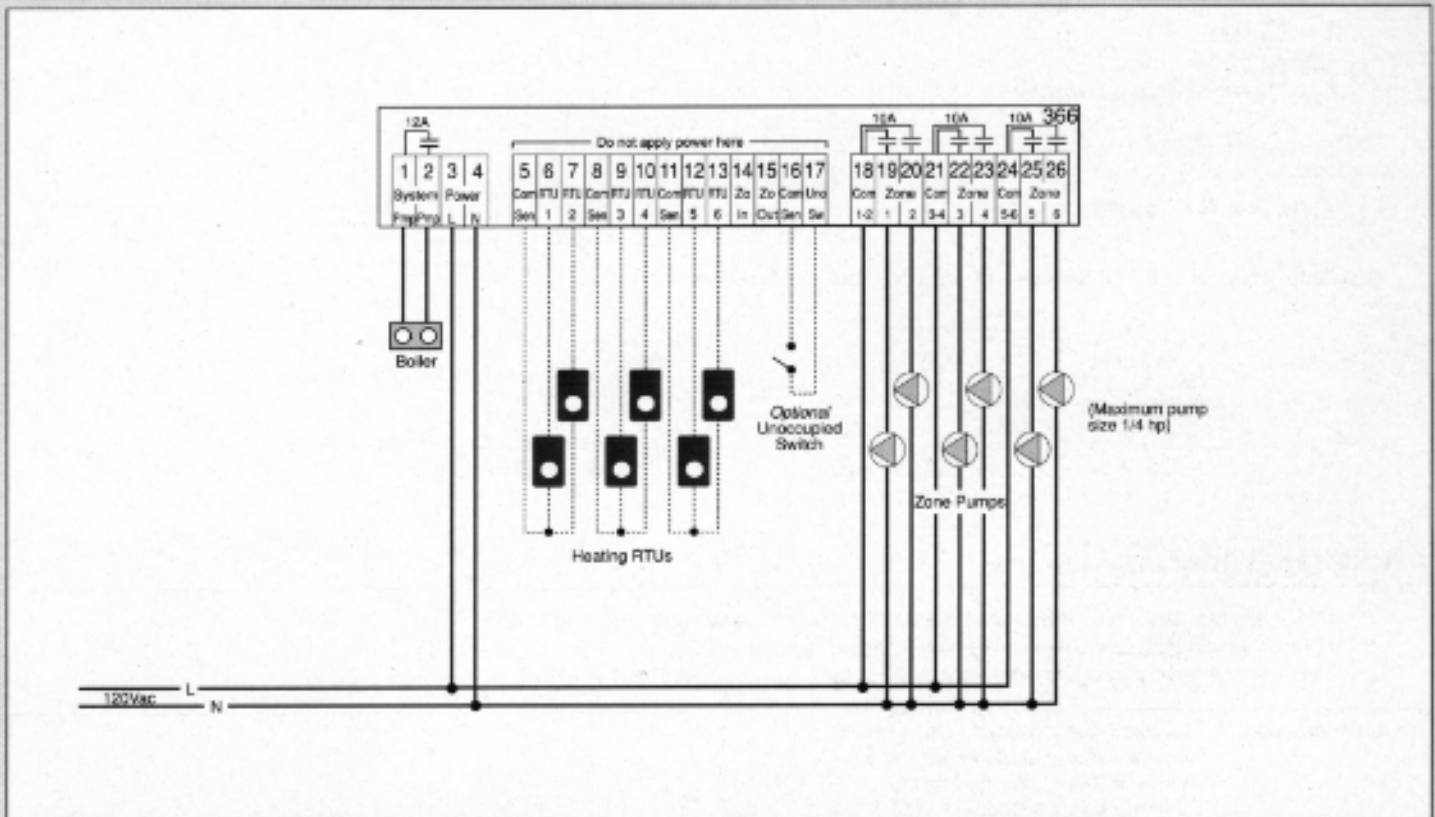 366
12A
Do not apply power here
10A 10A 10A
1 2 3 4 5 6 7 8 9 10 11 12 13 14 15 16 17 18 19 20 21 22 23 24 25 26
System Power Com RTU RTU Com RTU RTU Com RTU RTU Zo Zo Com Uno Com Zone Com Zone Com Zone
Pmp Pmp L N Sen 1 2 Sen 3 4 Sen 5 6 In Out Sen Sw 1-2 1 2 3-4 3 4 5-6 5 6
Boiler
Optional
Unoccupied
Switch
(Maximum pump
size 1/4 hp)
Zone Pumps
Heating RTUs
L
120Vac
N